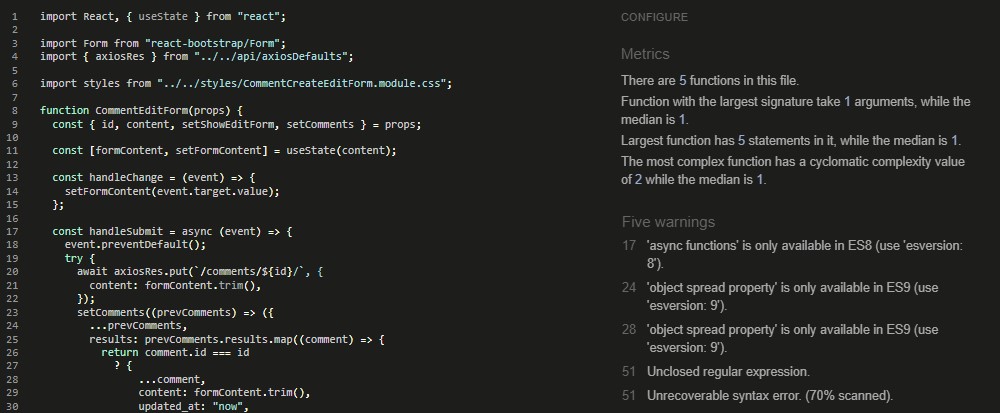 1 import React, { useState } from "react";
2
3 import Form from "react-bootstrap/Form";
4 import { axiosRes } from "../../api/axiosDefaults";
5
6 import styles from "../../styles/CommentCreateEditForm.module.css";
7
8 function CommentEditForm(props) {
9 const { id, content, setShowEditForm, setComments } = props;
10
11 const [formContent, setFormContent] = useState(content);
12
13 const handleChange = (event) => {
14 setFormContent(event.target.value);
15 };
16
17 const handleSubmit = async (event) => {
18 event.preventDefault();
19 try {
20 await axiosRes.put(`/comments/${id}/`, {
21 content: formContent.trim(),
22 });
23 setComments((prevComments) => ({
24 ...prevComments,
25 results: prevComments.results.map((comment) => {
26 return comment.id === id
27 ? {
28 ...comment,
29 content: formContent.trim(),
30 updated_at: "now",
CONFIGURE
Metrics
There are 5 functions in this file.
Function with the largest signature take 1 arguments, while the
median is 1.
Largest function has 5 statements in it, while the median is 1.
The most complex function has a cyclomatic complexity value
of 2 while the median is 1.
Five warnings
17 'async functions' is only available in ES8 (use 'esversion:
8').
24 'object spread property' is only available in ES9 (use
'esversion: 9').
28 'object spread property' is only available in ES9 (use
'esversion: 9').
51 Unclosed regular expression.
51 Unrecoverable syntax error. (70% scanned).